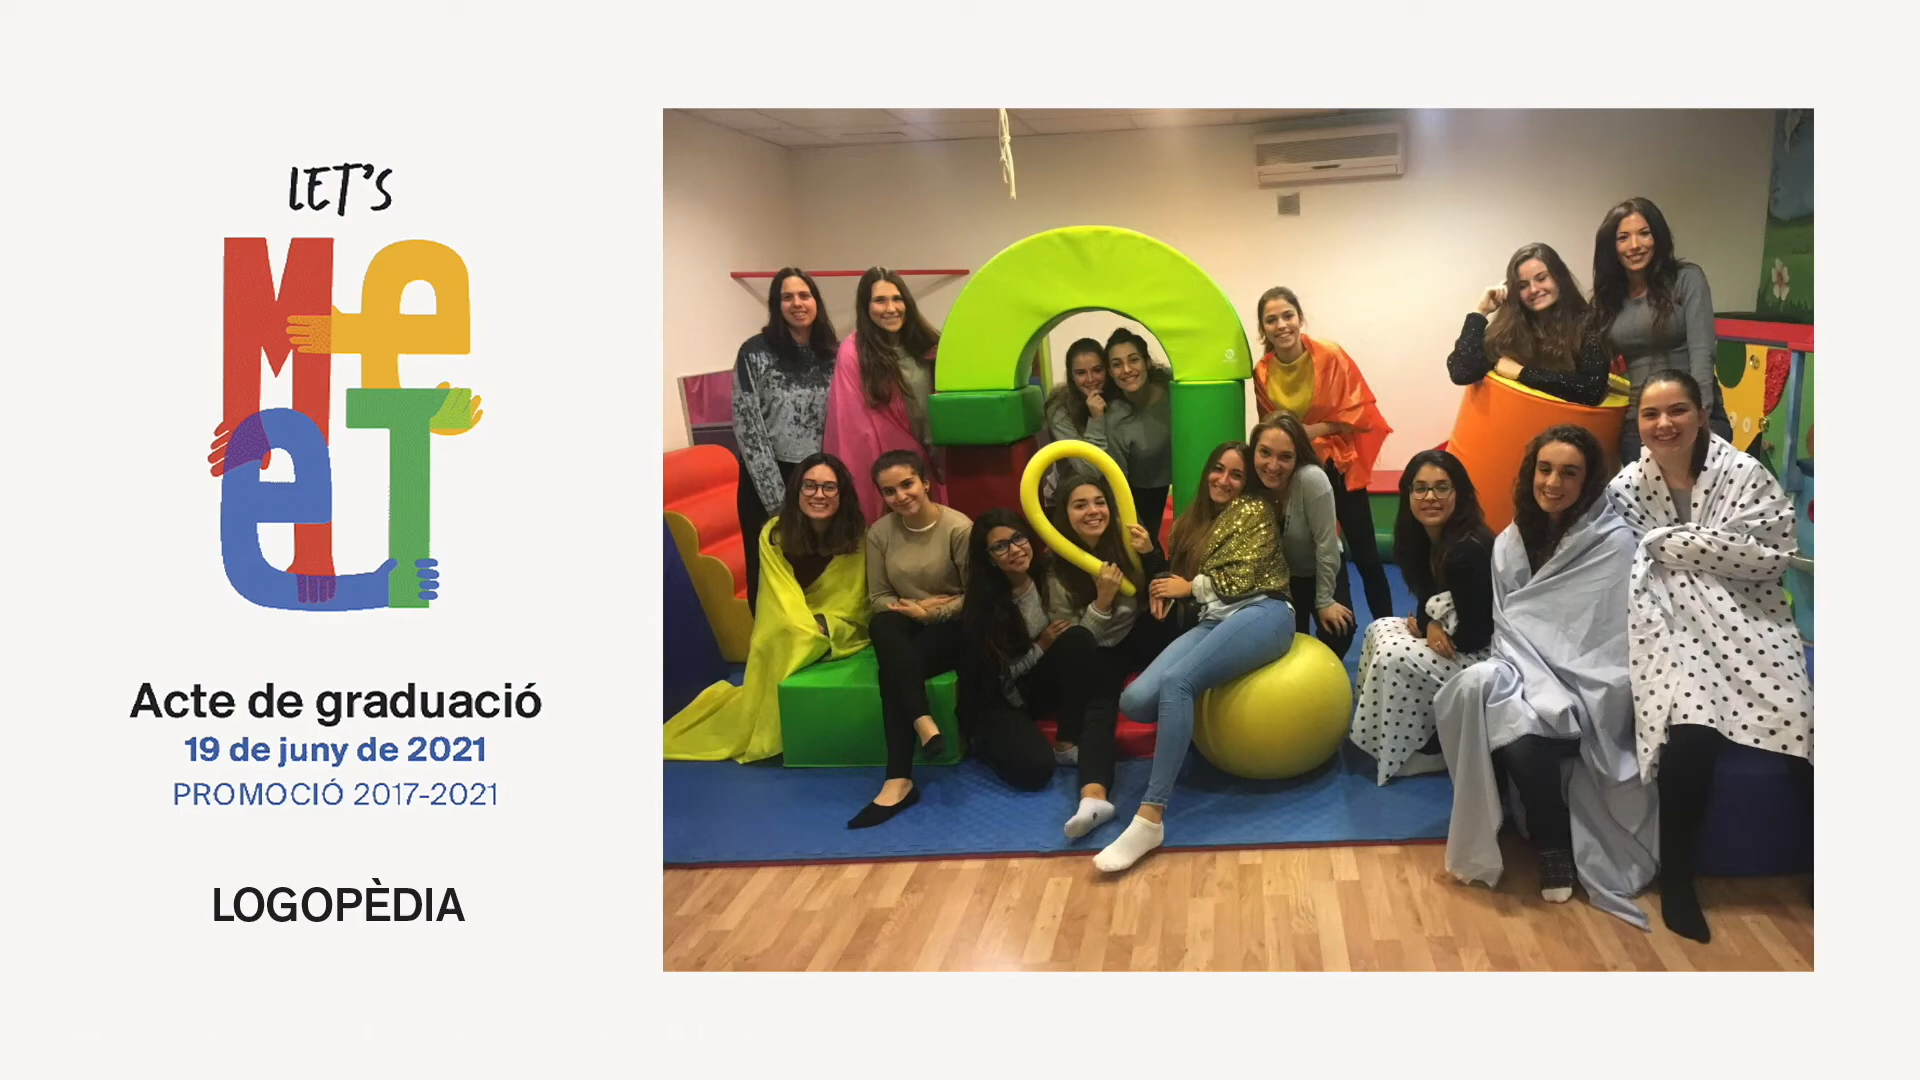 LET'S
MEET
Acte de graduació
19 de juny de 2021
PROMOCIÓ 2017-2021
LOGOPÈDIA